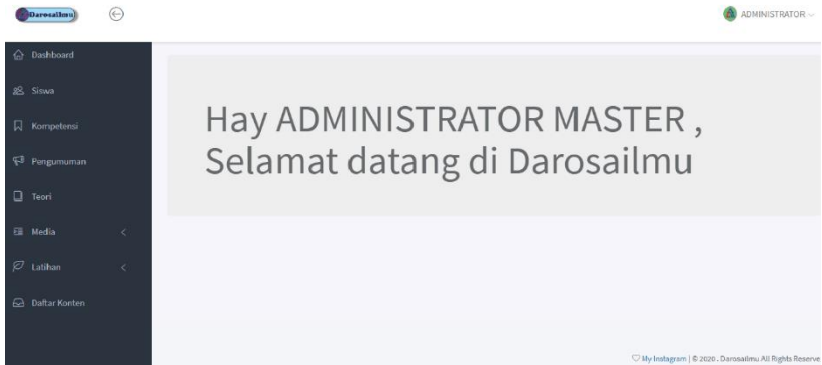 Darosailmu
ADMINISTRATOR
Dashboard
Siswa
Kompetensi
Pengumuman
Teori
Media
Latihan
Daftar Konten
Hay ADMINISTRATOR MASTER ,
Selamat datang di Darosailmu
My Instagram | © 2020 . Darosailmu All Rights Reserve